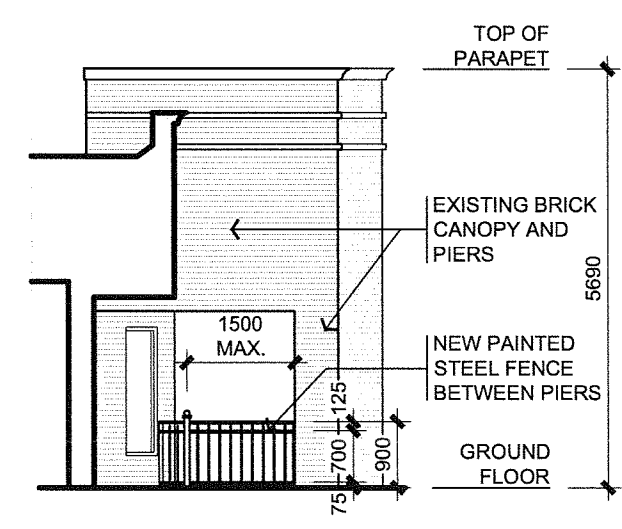 TOP OF
PARAPET
EXISTING BRICK
CANOPY AND
PIERS
5690
1500
MAX.
NEW PAINTED
STEEL FENCE
BETWEEN PIERS
125
700
900
75
GROUND
FLOOR